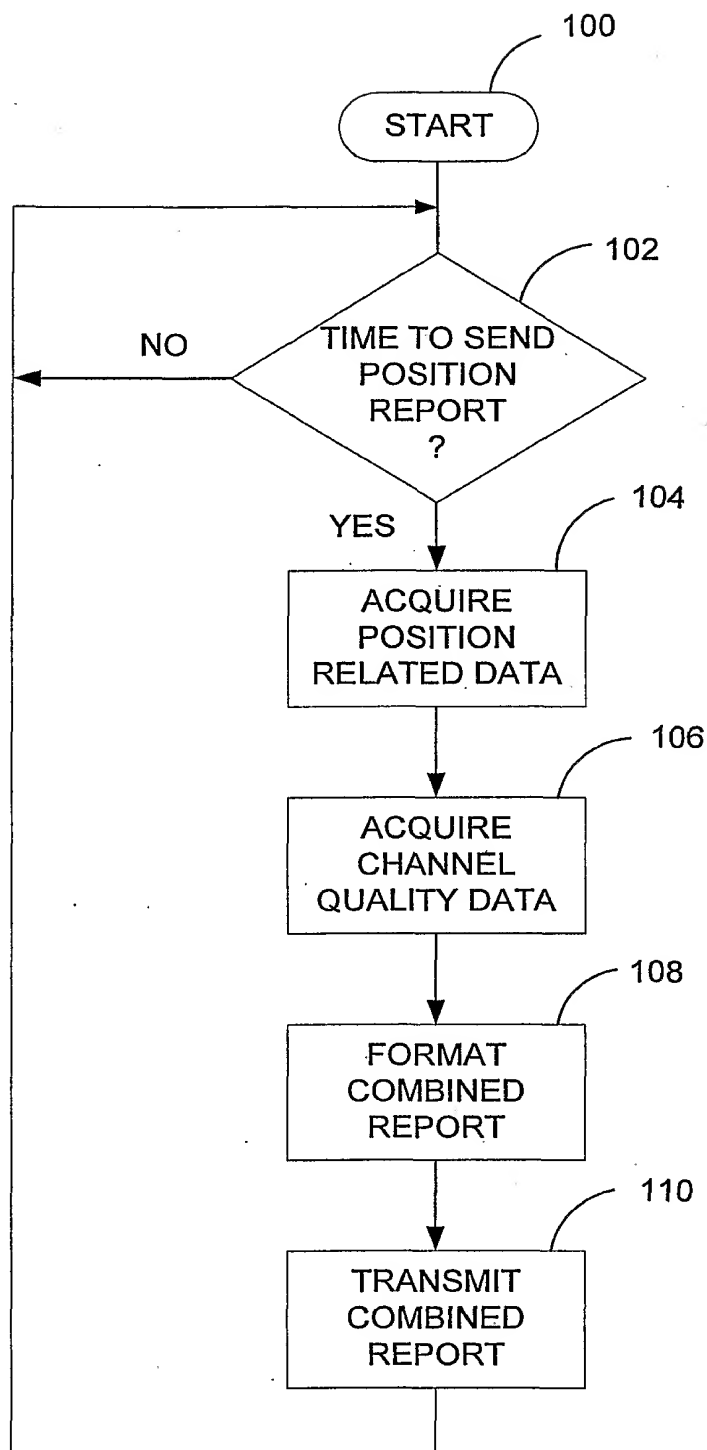 100
START
102
TIME TO SEND
POSITION
REPORT
?
NO
YES
104
ACQUIRE
POSITION
RELATED DATA
106
ACQUIRE
CHANNEL
QUALITY DATA
108
FORMAT
COMBINED
REPORT
110
TRANSMIT
COMBINED
REPORT